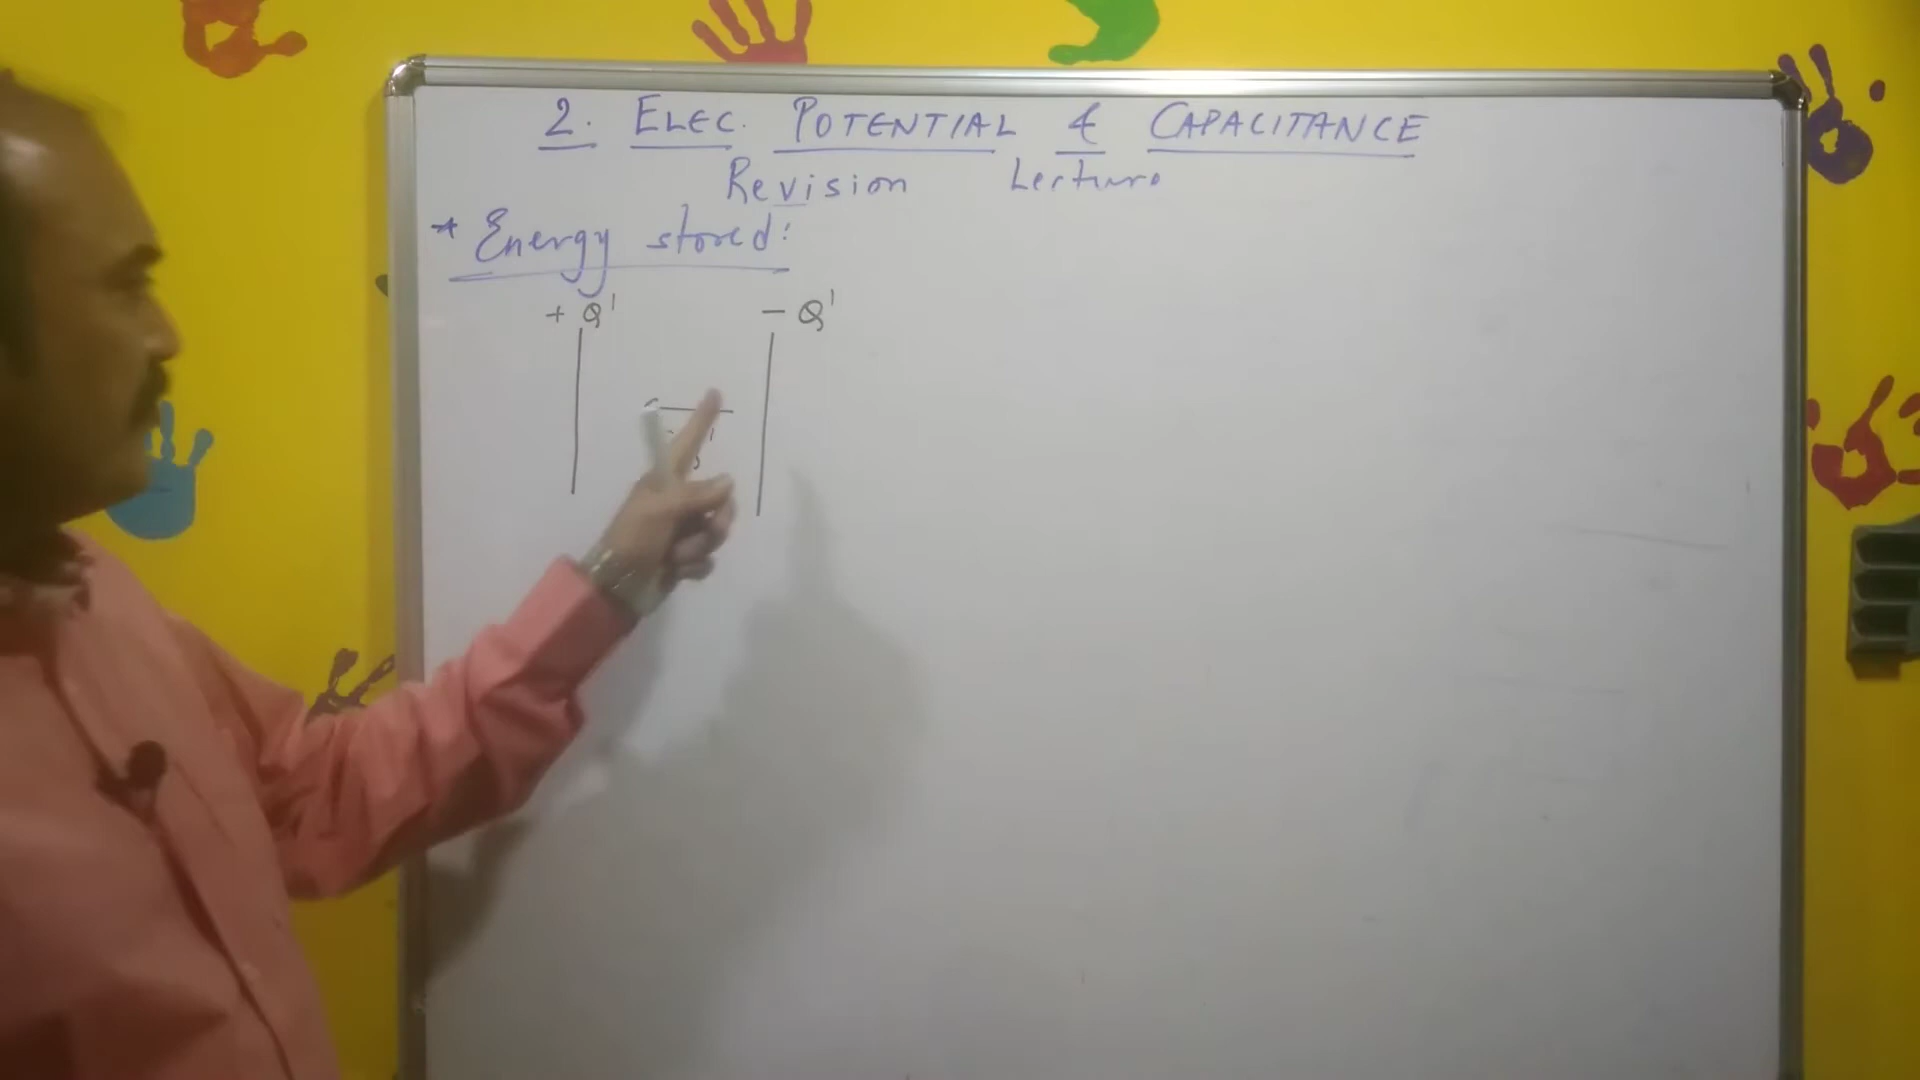 2. ELEC. POTENTIAL & CAPACITANCE
Revision Lecture
* Energy stored:
+ Q' - Q'